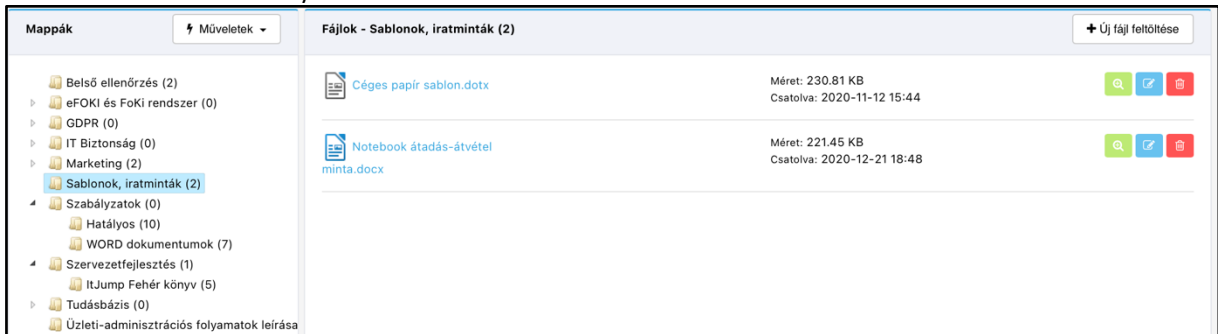 Mappák
Műveletek
Belső ellenőrzés (2)
eFOKI és FoKi rendszer (0)
GDPR (0)
IT Biztonság (0)
Marketing (2)
Sablonok, iratminták (2)
Szabályzatok (0)
Hatályos (10)
WORD dokumentumok (7)
Szervezetfejlesztés (1)
ItJump Fehér könyv (5)
Tudásbázis (0)
Üzleti-adminisztrációs folyamatok leírása
Fájlok - Sablonok, iratminták (2)
Új fájl feltöltése
Céges papír sablon.dotx
Méret: 230.81 KB
Csatolva: 2020-11-12 15:44
Notebook átadás-átvétel
minta.docx
Méret: 221.45 KB
Csatolva: 2020-12-21 18:48